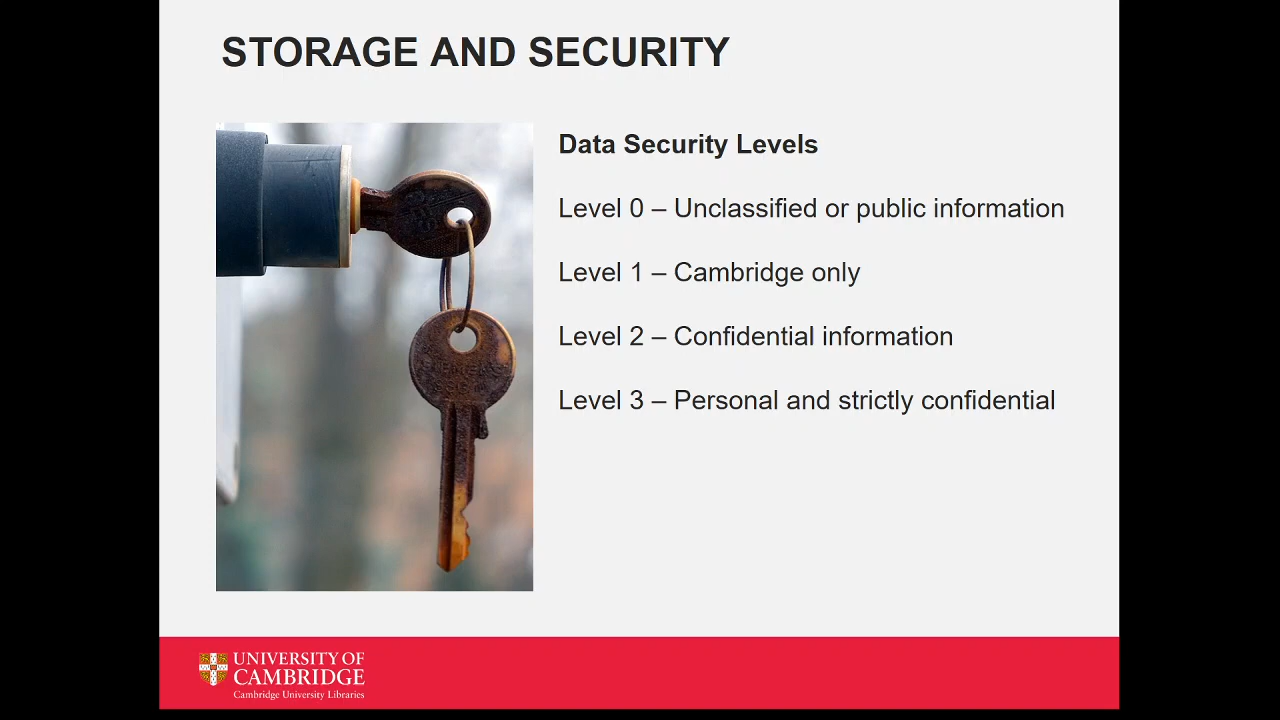 STORAGE AND SECURITY
Data Security Levels
Level 0 – Unclassified or public information
Level 1 – Cambridge only
Level 2 – Confidential information
Level 3 – Personal and strictly confidential
UNIVERSITY OF
CAMBRIDGE
Cambridge University Libraries